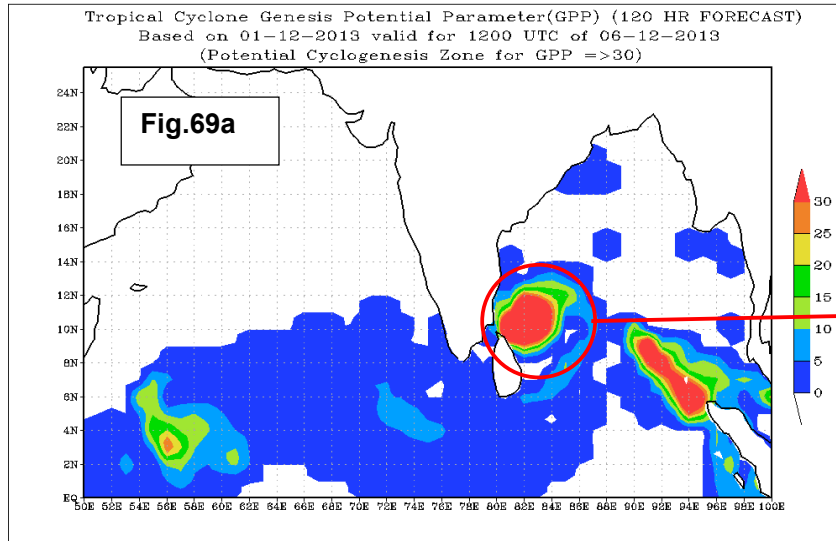 Tropical Cyclone Genesis Potential Parameter(GPP) (120 HR FORECAST)
Based on 01-12-2013 valid for 1200 UTC of 06-12-2013
(Potential Cyclogenesis Zone for GPP =>30)
Fig.69a
24N
22N
20N
18N
16N
14N
12N
10N
8N
6N
4N
2N
EQ
50E 52E 54E 56E 58E 60E 62E 64E 66E 68E 70E 72E 74E 76E 78E 80E 82E 84E 86E 88E 90E 92E 94E 96E 98E 100E
30
25
20
15
10
5
0